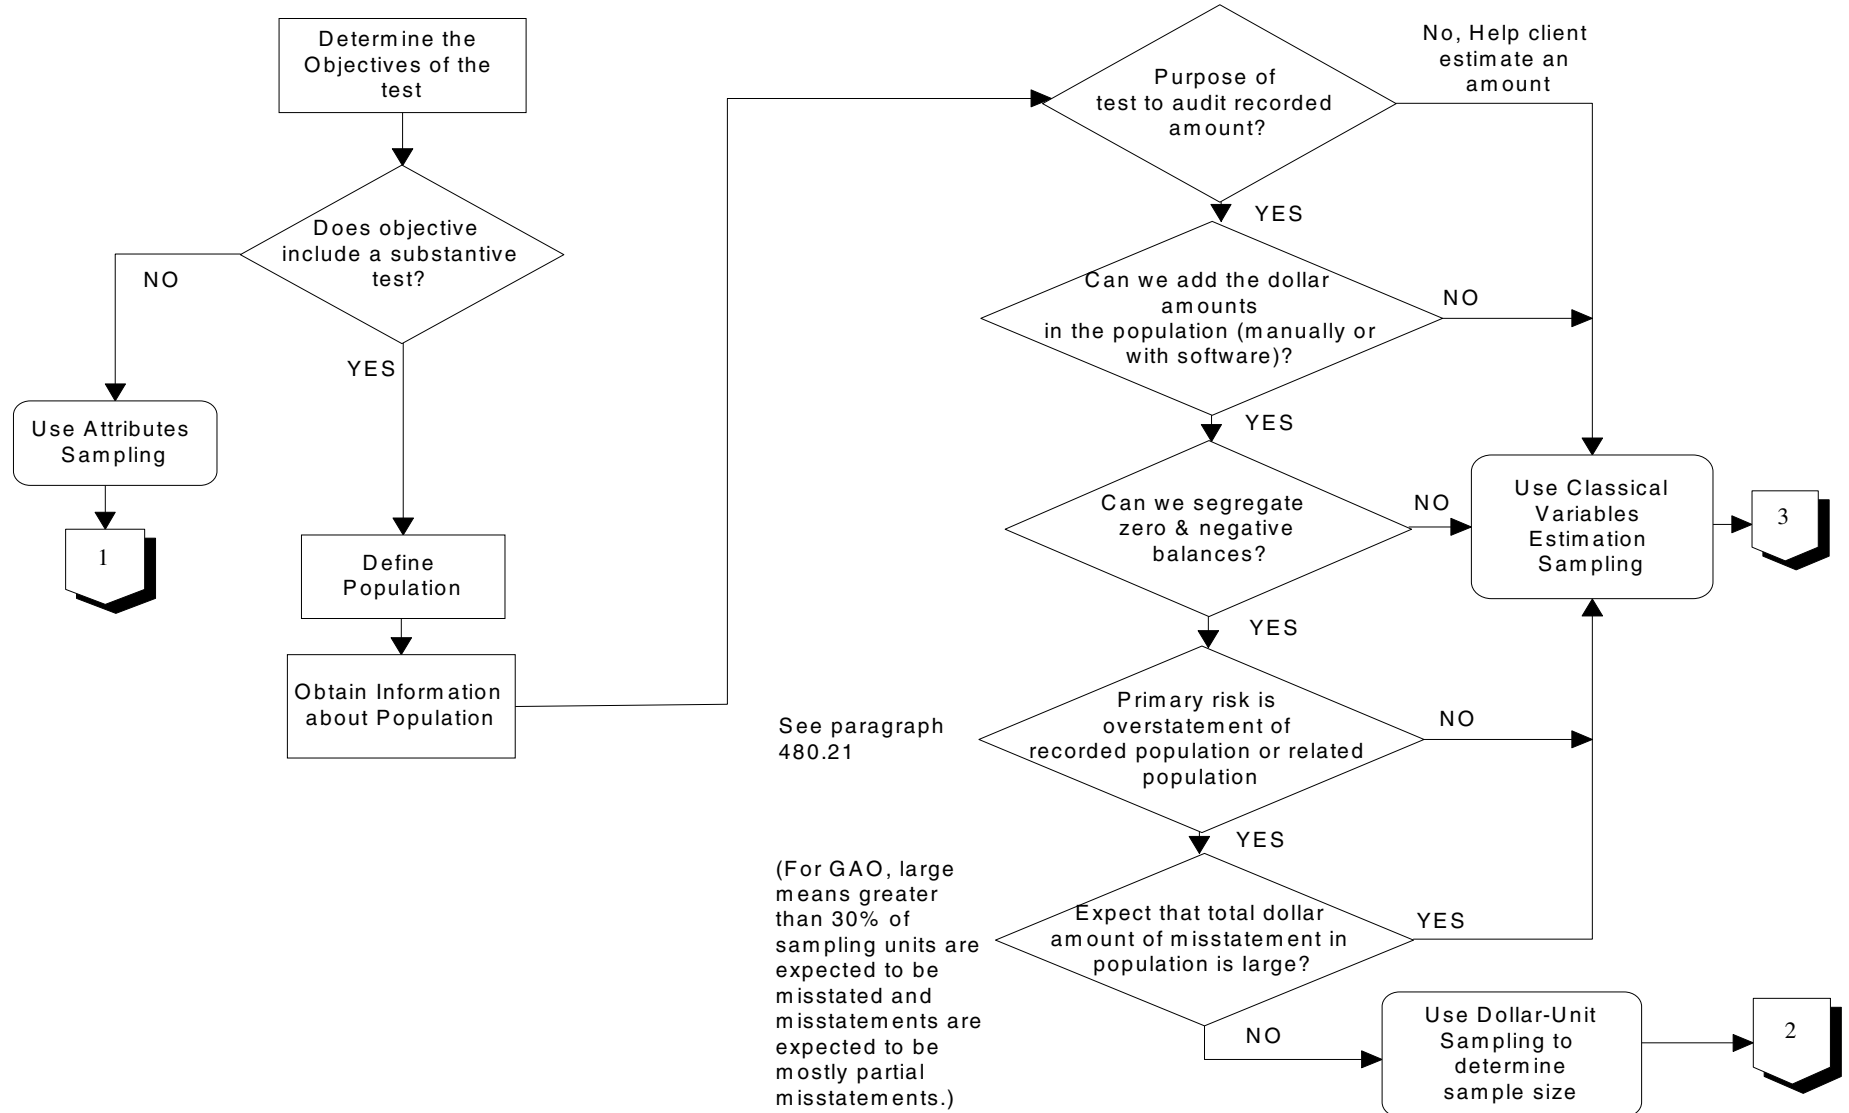 Determine the
Objectives of the
test
Does objective
include a substantive
test?
NO
YES
Use Attributes
Sampling
1
Define
Population
Obtain Information
about Population
Purpose of
test to audit recorded
amount?
No, Help client
estimate an
amount
YES
Can we add the dollar
amounts
in the population (manually or
with software)?
NO
YES
Can we segregate
zero & negative
balances?
NO
Use Classical
Variables
Estimation
Sampling
3
YES
See paragraph
480.21
Primary risk is
overstatement of
recorded population or related
population
NO
YES
(For GAO, large
means greater
than 30% of
sampling units are
expected to be
misstated and
misstatements are
expected to be
mostly partial
misstatements.)
Expect that total dollar
amount of misstatement in
population is large?
YES
NO
Use Dollar-Unit
Sampling to
determine
sample size
2